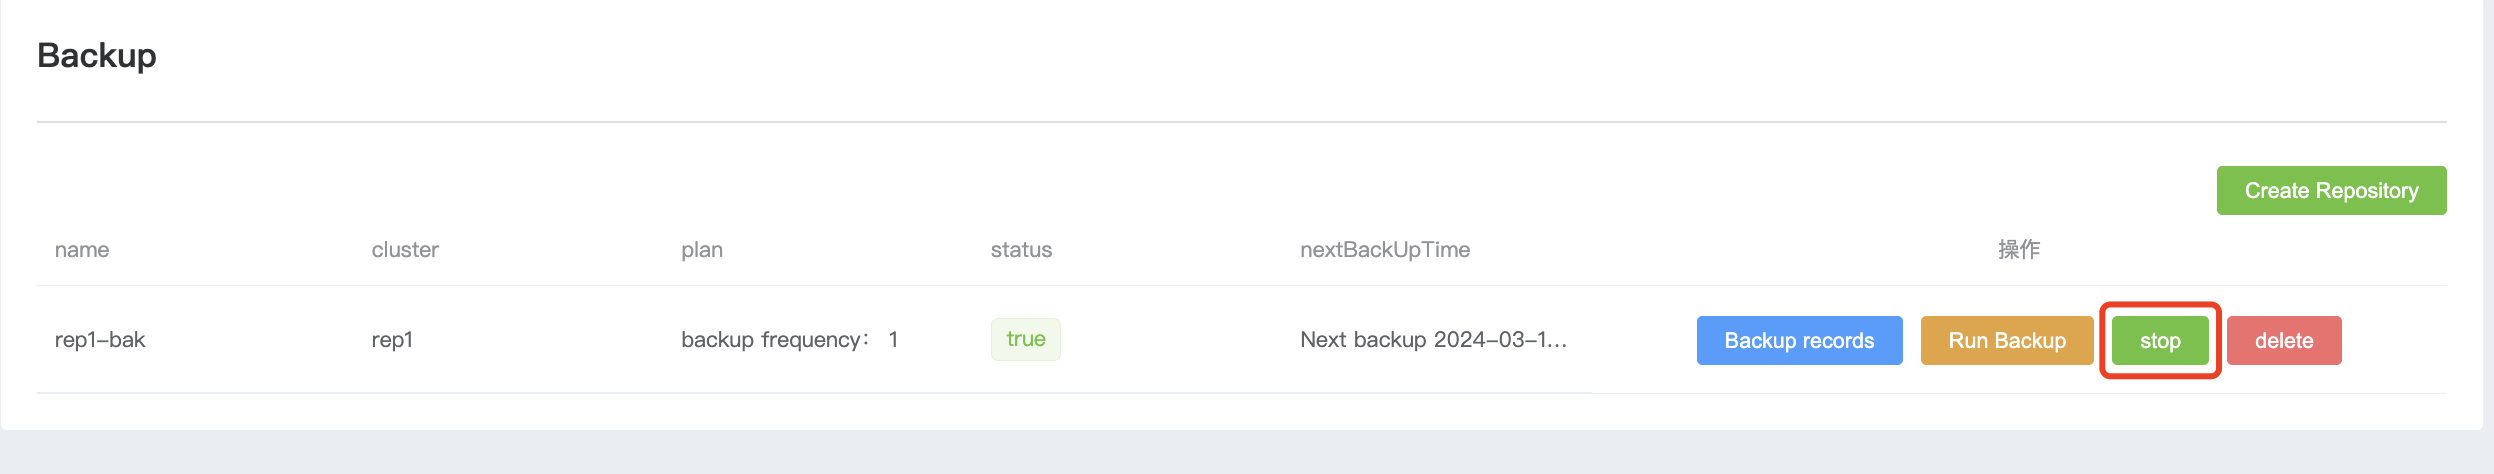 Backup
Create Repository
name cluster plan status nextBackUpTime 操作
rep1-bak rep1 backup frequency： 1 true Next backup 2024-03-1... Backup records Run Backup stop delete